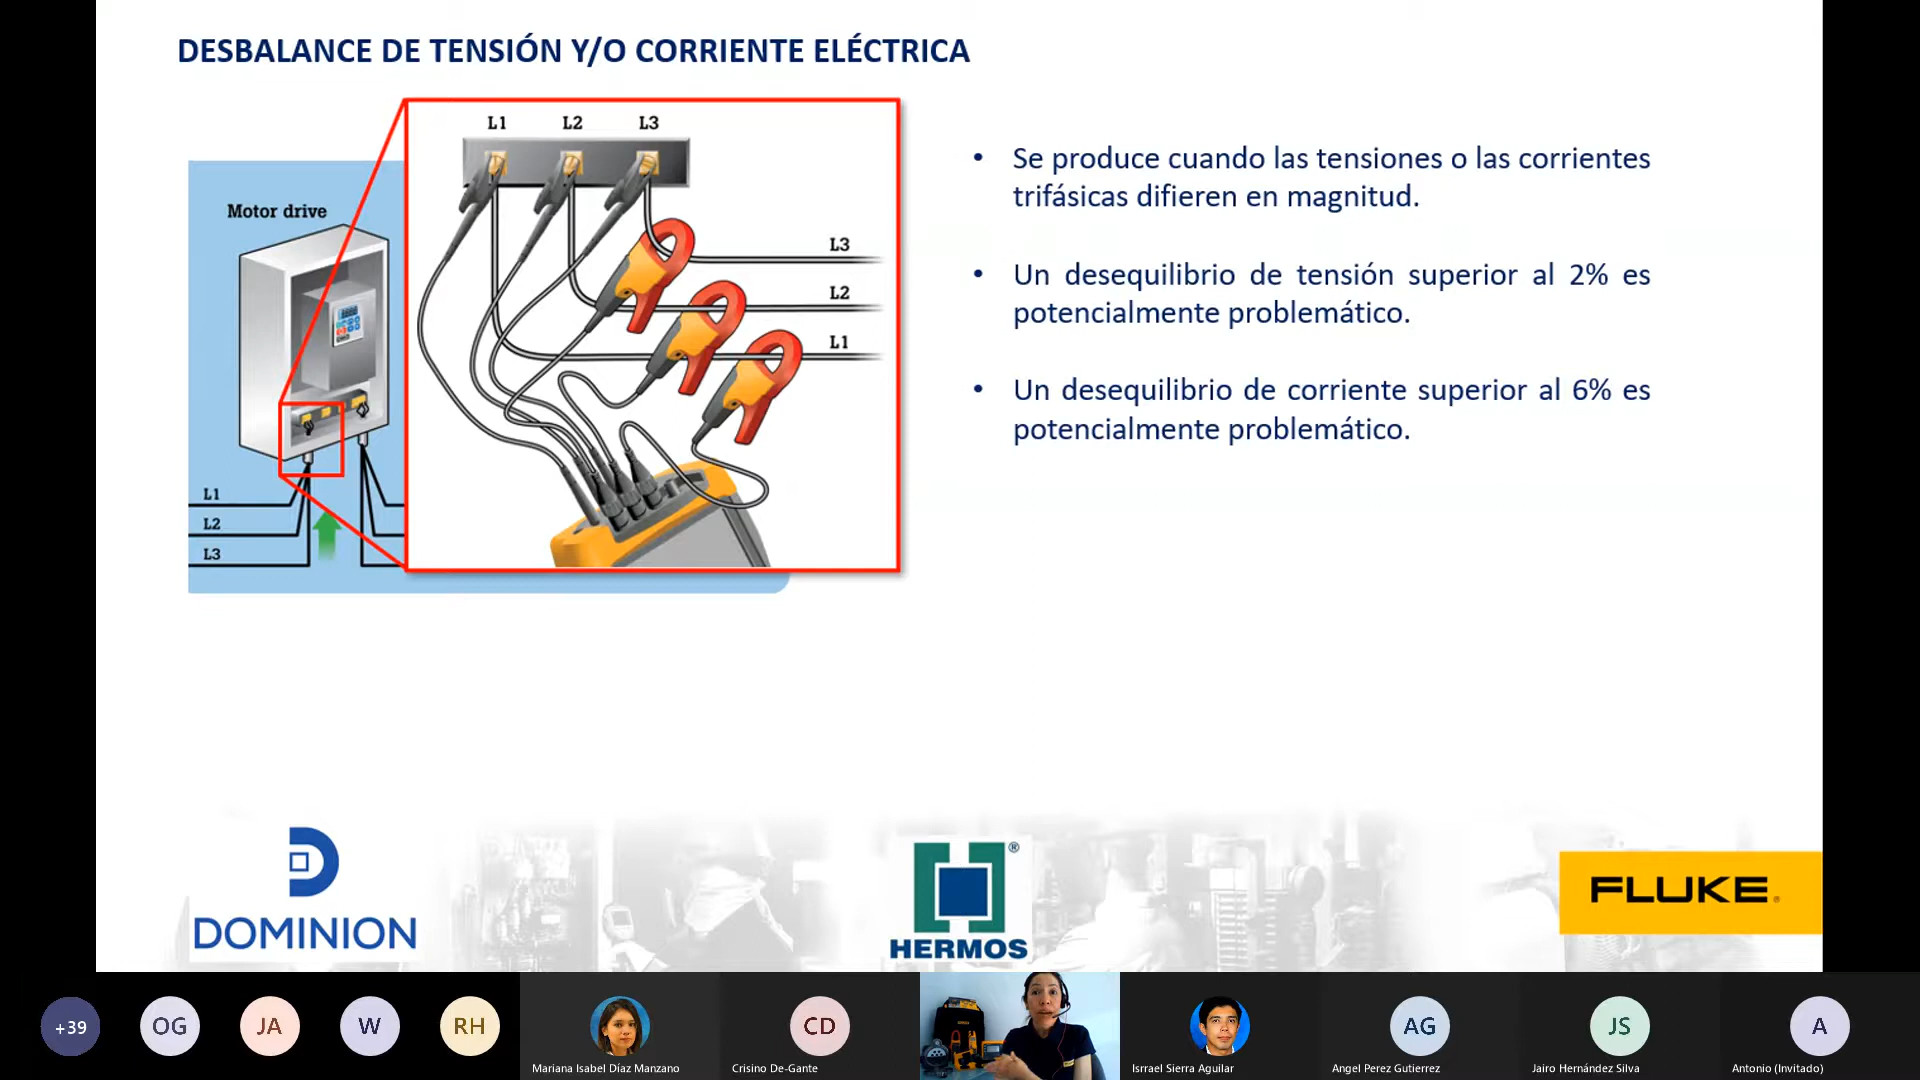 DESBALANCE DE TENSIÓN Y/O CORRIENTE ELÉCTRICA
L1 L2 L3
Motor drive
L3
L2
L1
L1
L2
L3
• Se produce cuando las tensiones o las corrientes
trifásicas difieren en magnitud.
• Un desequilibrio de tensión superior al 2% es
potencialmente problemático.
• Un desequilibrio de corriente superior al 6% es
potencialmente problemático.
DOMINION
®
HERMOS
FLUKE®
+39 OG JA W RH CD AG JS A
Mariana Isabel Díaz Manzano
Crisino De-Gante
Isrrael Sierra Aguilar
Angel Perez Gutierrez
Jairo Hernández Silva
Antonio (Invitado)